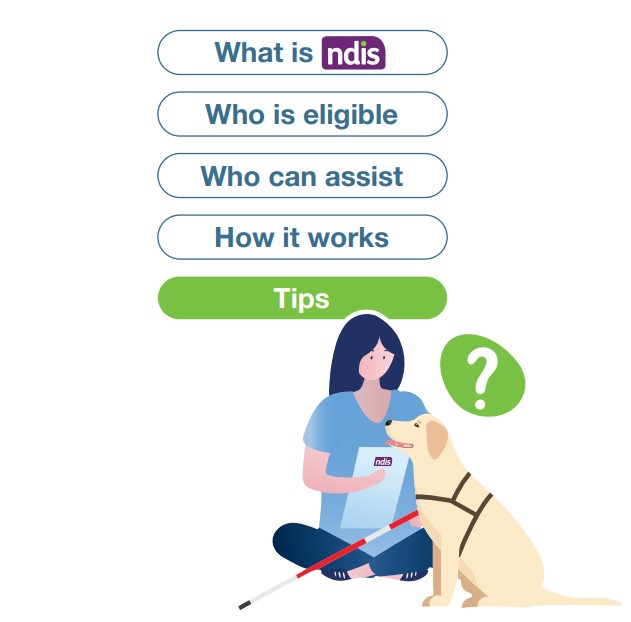 What is ndis
Who is eligible
Who can assist
How it works
Tips
?
ndis